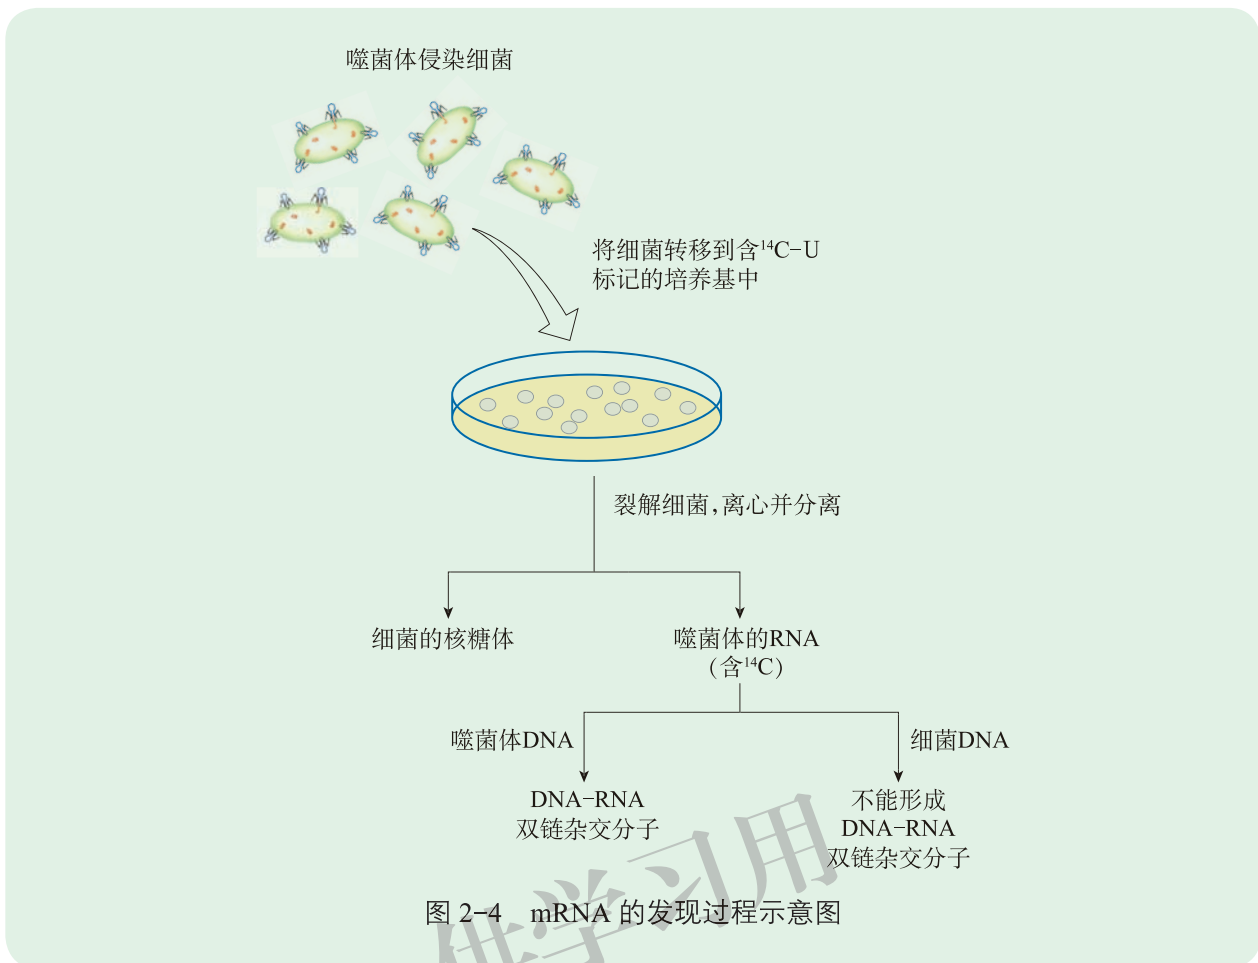 噬菌体侵染细菌
将细菌转移到含¹⁴C-U
标记的培养基中
裂解细菌,离心并分离
细菌的核糖体
噬菌体的RNA
(含¹⁴C)
噬菌体DNA
细菌DNA
DNA-RNA
双链杂交分子
不能形成
DNA-RNA
双链杂交分子
图 2-4 mRNA 的发现过程示意图
供学习用